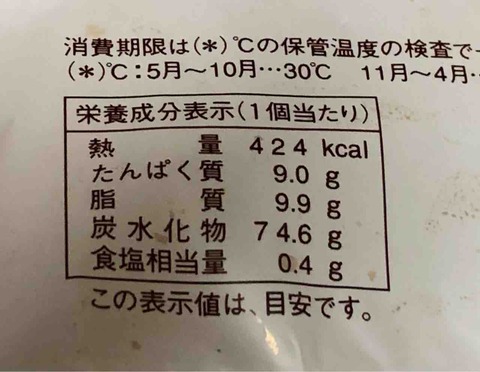 消費期限は(*)℃の保管温度の検査で
(*)℃:5月〜10月…30℃ 11月〜4月…
栄養成分表示(1個当たり)
熱量 424 kcal
たんぱく質 9.0 g
脂質 9.9 g
炭水化物 74.6 g
食塩相当量 0.4 g
この表示値は、目安です。